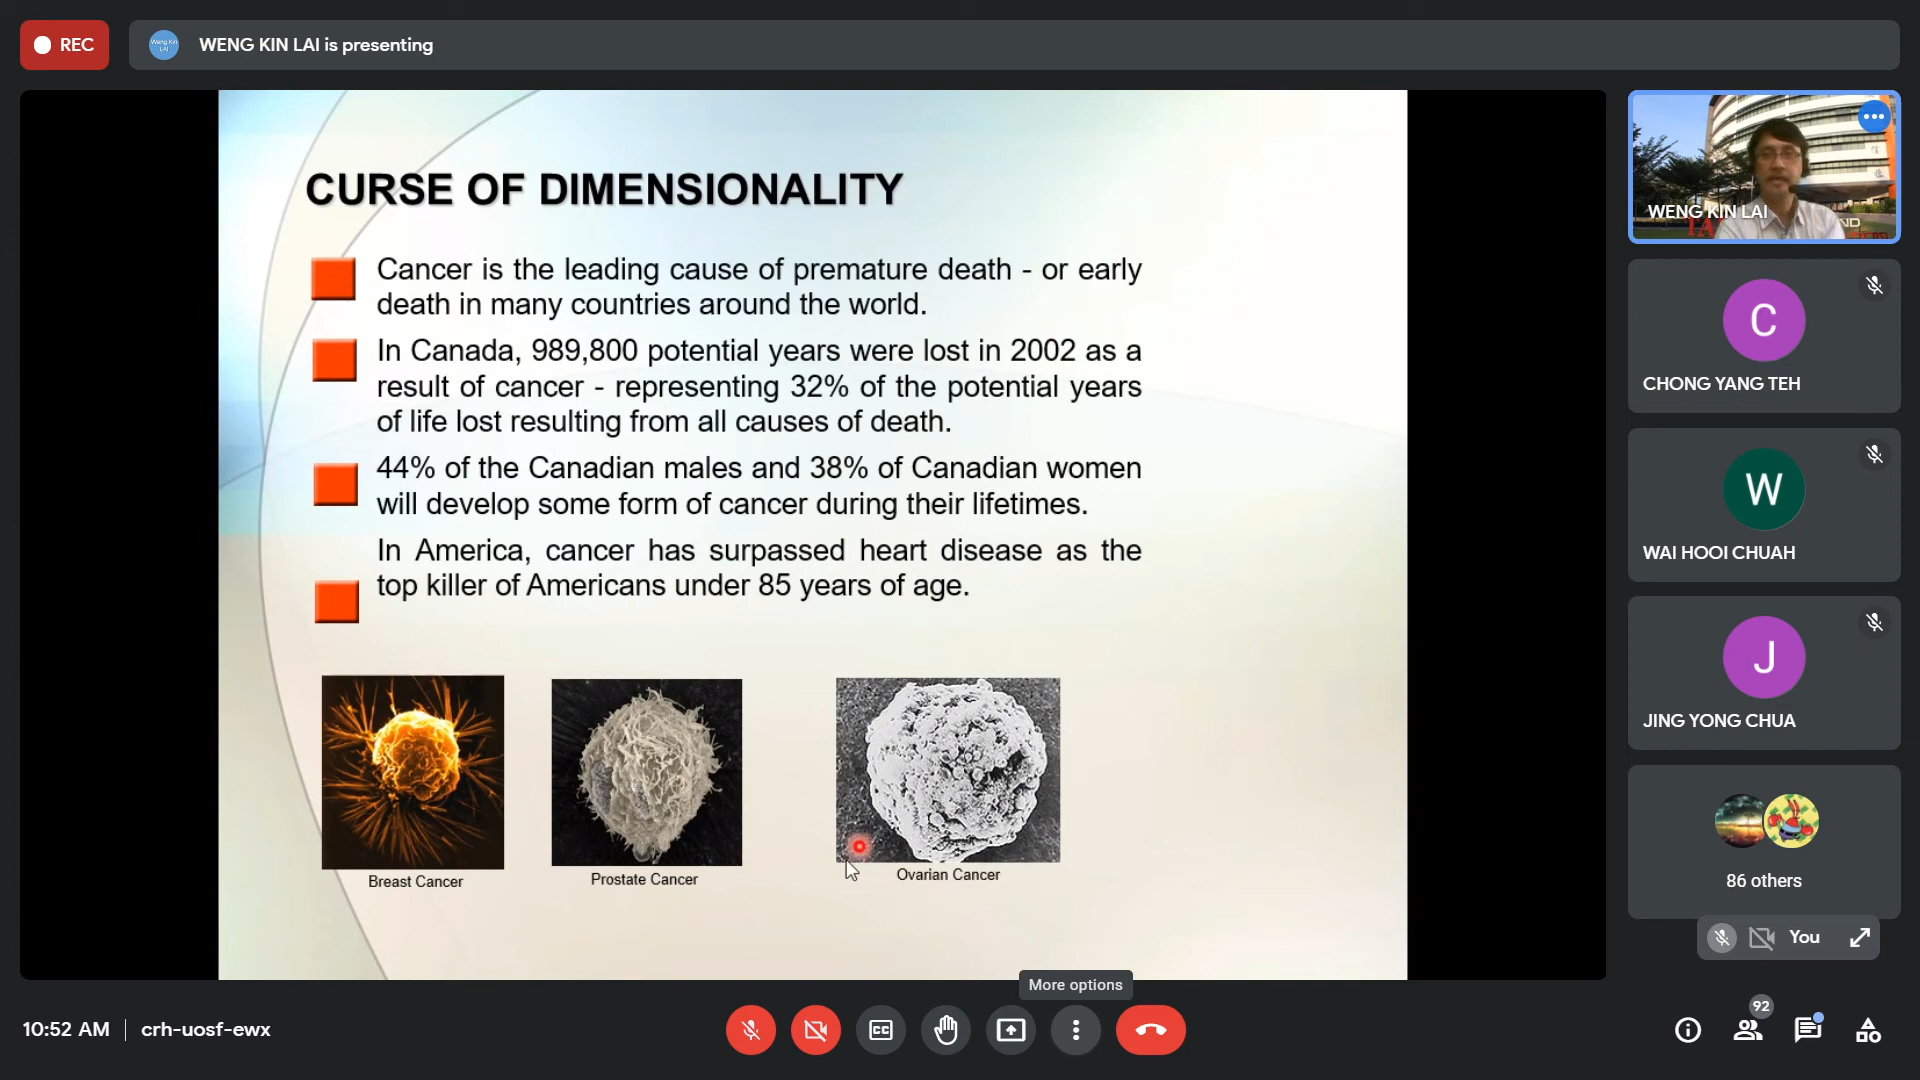 REC
Weng Kin
LAI
WENG KIN LAI is presenting
CURSE OF DIMENSIONALITY
Cancer is the leading cause of premature death - or early
death in many countries around the world.
In Canada, 989,800 potential years were lost in 2002 as a
result of cancer - representing 32% of the potential years
of life lost resulting from all causes of death.
44% of the Canadian males and 38% of Canadian women
will develop some form of cancer during their lifetimes.
In America, cancer has surpassed heart disease as the
top killer of Americans under 85 years of age.
Breast Cancer
Prostate Cancer
Ovarian Cancer
WENG KIN LAI
C
CHONG YANG TEH
W
WAI HOOI CHUAH
J
JING YONG CHUA
86 others
You
More options
10:52 AM
crh-uosf-ewx
CC
92